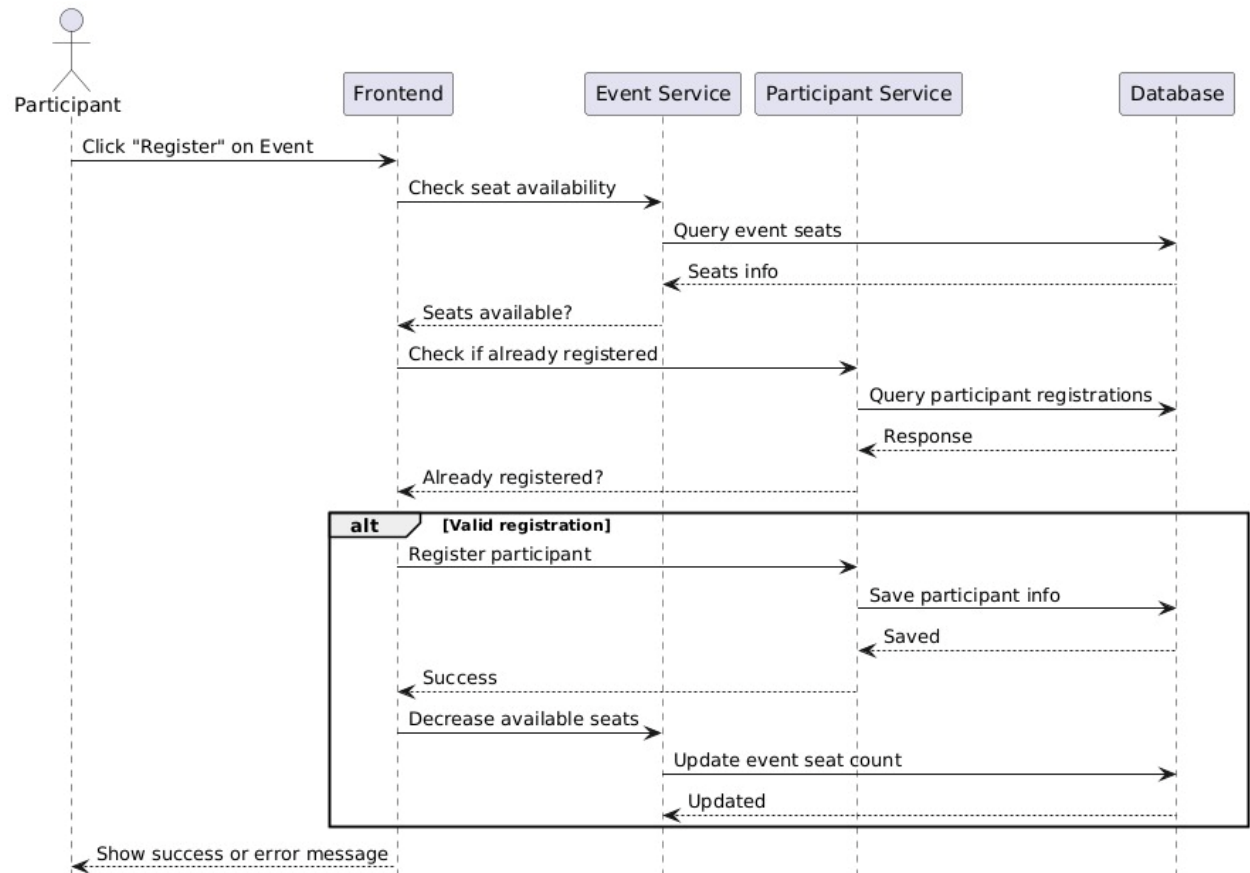 Participant
Frontend
Event Service
Participant Service
Database
Click "Register" on Event
Check seat availability
Query event seats
Seats info
Seats available?
Check if already registered
Query participant registrations
Response
Already registered?
alt [Valid registration]
Register participant
Save participant info
Saved
Success
Decrease available seats
Update event seat count
Updated
Show success or error message